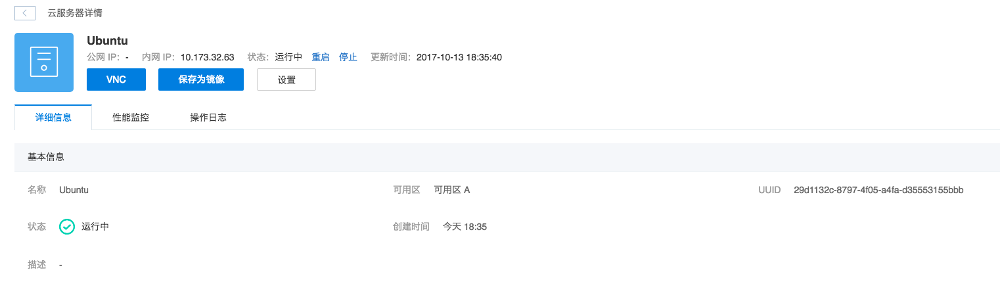 云服务器详情
Ubuntu
公网 IP: - 内网 IP: 10.173.32.63 状态: 运行中 重启 停止 更新时间: 2017-10-13 18:35:40
VNC 保存为镜像 设置
详细信息 性能监控 操作日志
基本信息
名称 Ubuntu 可用区 可用区 A UUID 29d1132c-8797-4f05-a4fa-d35553155bbb
状态 运行中 创建时间 今天 18:35
描述 -